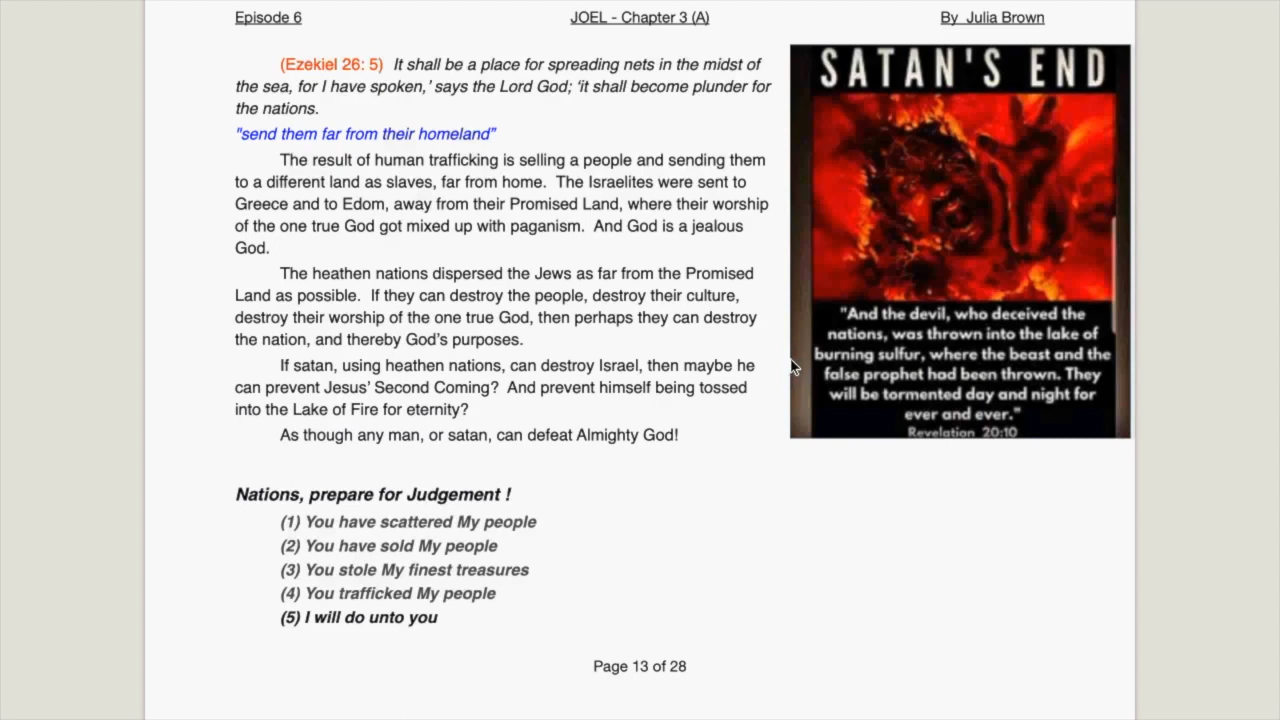 Episode 6
JOEL - Chapter 3 (A)
By  Julia Brown
(Ezekiel 26: 5)  It shall be a place for spreading nets in the midst of
the sea, for I have spoken,’ says the Lord God; ‘it shall become plunder for
the nations.
"send them far from their homeland”
The result of human trafficking is selling a people and sending them
to a different land as slaves, far from home.  The Israelites were sent to
Greece and to Edom, away from their Promised Land, where their worship
of the one true God got mixed up with paganism.  And God is a jealous
God.
The heathen nations dispersed the Jews as far from the Promised
Land as possible.  If they can destroy the people, destroy their culture,
destroy their worship of the one true God, then perhaps they can destroy
the nation, and thereby God’s purposes.
If satan, using heathen nations, can destroy Israel, then maybe he
can prevent Jesus’ Second Coming?  And prevent himself being tossed
into the Lake of Fire for eternity?
As though any man, or satan, can defeat Almighty God!
SATAN'S END
"And the devil, who deceived the
nations, was thrown into the lake of
burning sulfur, where the beast and the
false prophet had been thrown. They
will be tormented day and night for
ever and ever."
Revelation 20:10
Nations, prepare for Judgement !
(1) You have scattered My people
(2) You have sold My people
(3) You stole My finest treasures
(4) You trafficked My people
(5) I will do unto you
Page 13 of 28